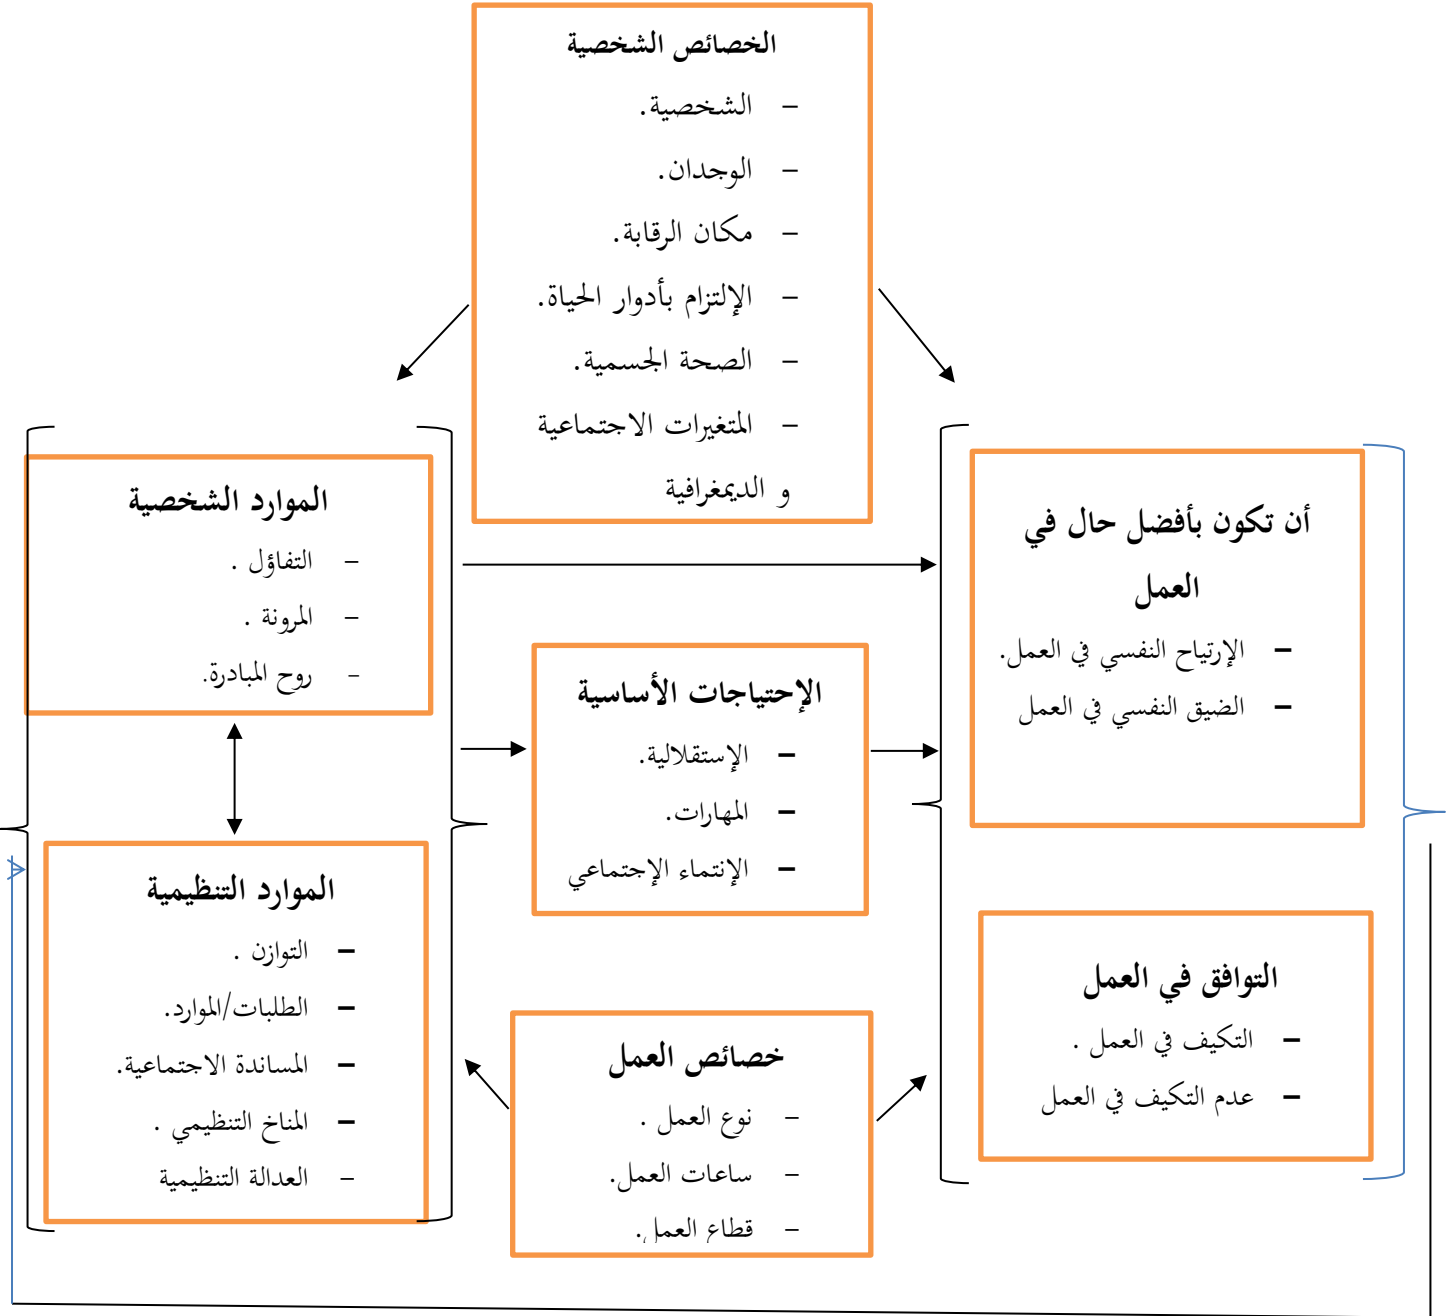 الخصائص الشخصية
– الشخصية.
– الوجدان.
– مكان الرقابة.
– الإلتزام بأدوار الحياة.
– الصحة الجسمية.
– المتغيرات الاجتماعية
و الديمغرافية
أن تكون بأفضل حال في
العمل
– الإرتياح النفسي في العمل.
– الضيق النفسي في العمل
الموارد الشخصية
– التفاؤل .
– المرونة .
- روح المبادرة.
الإحتياجات الأساسية
– الإستقلالية.
– المهارات.
– الإنتماء الإجتماعي
التوافق في العمل
– التكيف في العمل .
– عدم التكيف في العمل
الموارد التنظيمية
– التوازن .
– الطلبات/الموارد.
– المساندة الاجتماعية.
– المناخ التنظيمي .
– العدالة التنظيمية
خصائص العمل
– نوع العمل .
– ساعات العمل.
– قطاع العمل.